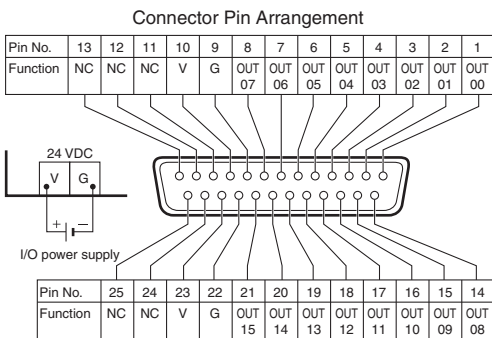 Connector Pin Arrangement
Pin No. 13 12 11 10 9 8 7 6 5 4 3 2 1
Function NC NC NC V G OUT OUT OUT OUT OUT OUT OUT OUT
07 06 05 04 03 02 01 00
24 VDC
V G
+ −
I/O power supply
Pin No. 25 24 23 22 21 20 19 18 17 16 15 14
Function NC NC V G OUT OUT OUT OUT OUT OUT OUT OUT
15 14 13 12 11 10 09 08